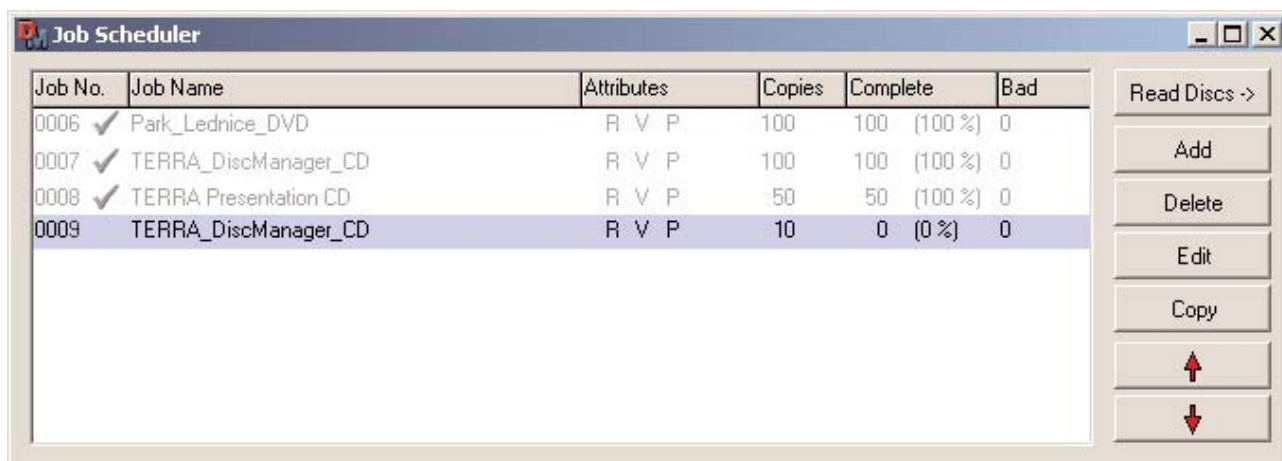 DM Job Scheduler
Job No. Job Name Attributes Copies Complete Bad
0006 Park_Lednice_DVD R V P 100 100 (100 %) 0
0007 TERRA_DiscManager_CD R V P 100 100 (100 %) 0
0008 TERRA Presentation CD R V P 50 50 (100 %) 0
0009 TERRA_DiscManager_CD R V P 10 0 (0 %) 0
Read Discs ->
Add
Delete
Edit
Copy